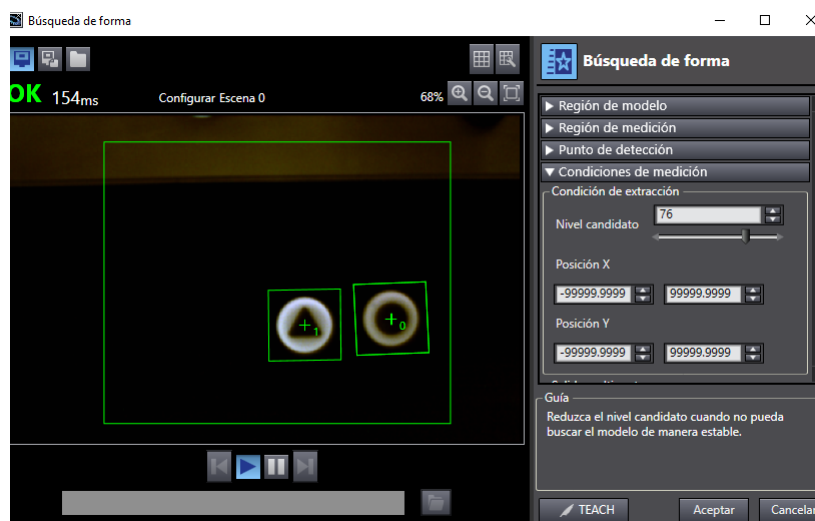 Búsqueda de forma
OK 154ms
Configurar Escena 0
68%
1
0
Búsqueda de forma
Región de modelo
Región de medición
Punto de detección
Condiciones de medición
Condición de extracción
Nivel candidato
76
Posición X
-99999.9999 99999.9999
Posición Y
-99999.9999 99999.9999
Guía
Reduzca el nivel candidato cuando no pueda
buscar el modelo de manera estable.
TEACH Aceptar Cancelar